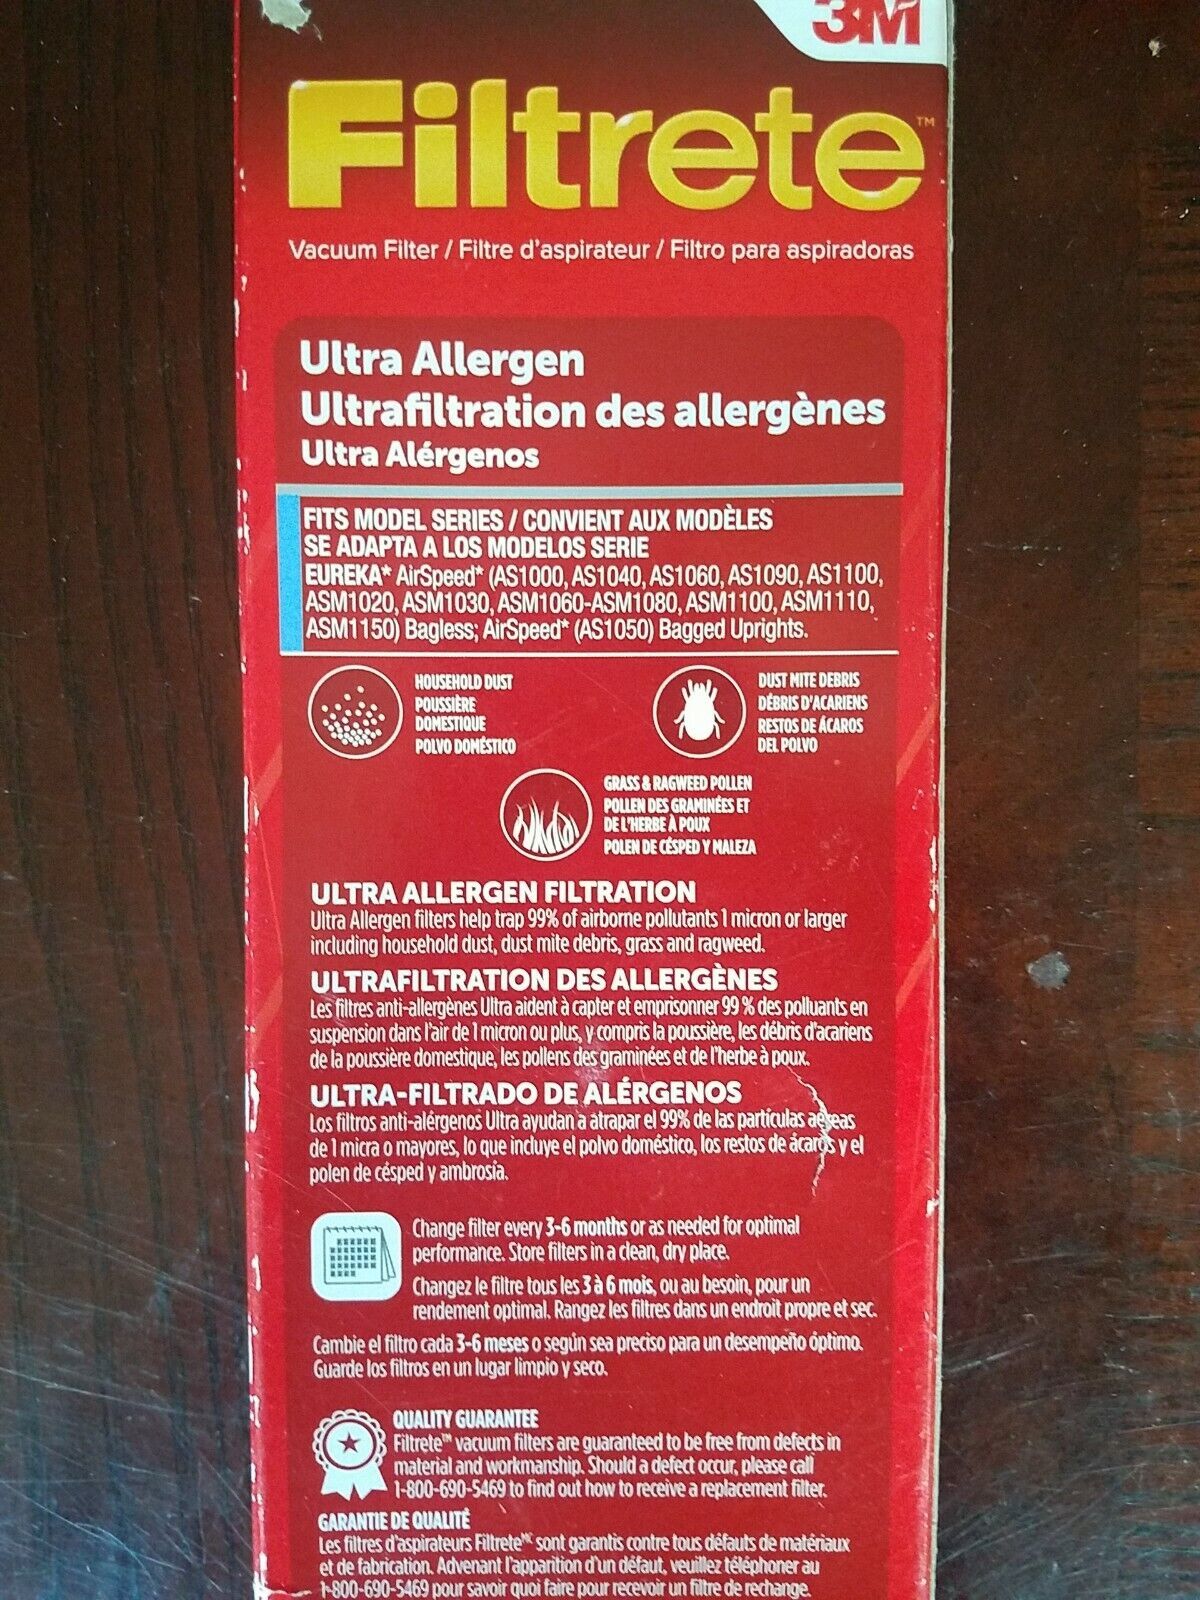 3M
Filtrete™
Vacuum Filter / Filtre d'aspirateur / Filtro para aspiradoras
Ultra Allergen
Ultrafiltration des allergènes
Ultra Alérgenos
FITS MODEL SERIES / CONVIENT AUX MODÈLES
SE ADAPTA A LOS MODELOS SERIE
EUREKA* AirSpeed* (AS1000, AS1040, AS1060, AS1090, AS1100,
ASM1020, ASM1030, ASM1060-ASM1080, ASM1100, ASM1110,
ASM1150) Bagless; AirSpeed* (AS1050) Bagged Uprights.
HOUSEHOLD DUST
POUSSIÈRE
DOMESTIQUE
POLVO DOMÉSTICO
DUST MITE DEBRIS
DÉBRIS D'ACARIENS
RESTOS DE ÁCAROS
DEL POLVO
GRASS & RAGWEED POLLEN
POLLEN DES GRAMINÉES ET
DE L'HERBE À POUX
POLEN DE CÉSPED Y MALEZA
ULTRA ALLERGEN FILTRATION
Ultra Allergen filters help trap 99% of airborne pollutants 1 micron or larger
including household dust, dust mite debris, grass and ragweed.
ULTRAFILTRATION DES ALLERGÈNES
Les filtres anti-allergènes Ultra aident à capter et emprisonner 99 % des polluants en
suspension dans l'air de 1 micron ou plus, y compris la poussière, les débris d'acariens
de la poussière domestique, les pollens des graminées et de l'herbe à poux.
ULTRA-FILTRADO DE ALÉRGENOS
Los filtros anti-alérgenos Ultra ayudan a atrapar el 99% de las partículas aéreas
de 1 micra o mayores, lo que incluye el polvo doméstico, los restos de ácaros y el
polen de césped y ambrosía.
Change filter every 3-6 months or as needed for optimal
performance. Store filters in a clean, dry place.
Changez le filtre tous les 3 à 6 mois, ou au besoin, pour un
rendement optimal. Rangez les filtres dans un endroit propre et sec.
Cambie el filtro cada 3-6 meses o según sea preciso para un desempeño óptimo.
Guarde los filtros en un lugar limpio y seco.
QUALITY GUARANTEE
Filtrete™ vacuum filters are guaranteed to be free from defects in
material and workmanship. Should a defect occur, please call
1-800-690-5469 to find out how to receive a replacement filter.
GARANTIE DE QUALITÉ
Les filtres d'aspirateurs Filtrete MC sont garantis contre tous défauts de matériaux
et de fabrication. Advenant l'apparition d'un défaut, veuillez téléphoner au
1-800-690-5469 pour savoir quoi faire pour recevoir un filtre de rechange.